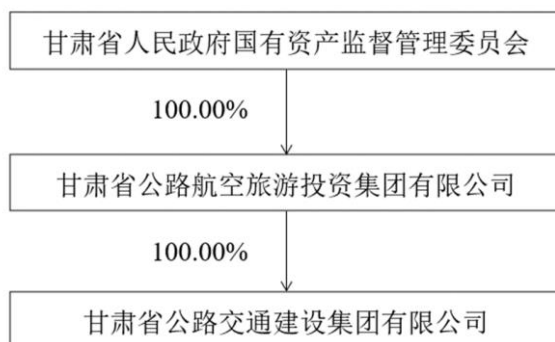 甘肃省人民政府国有资产监督管理委员会
100.00%
甘肃省公路航空旅游投资集团有限公司
100.00%
甘肃省公路交通建设集团有限公司